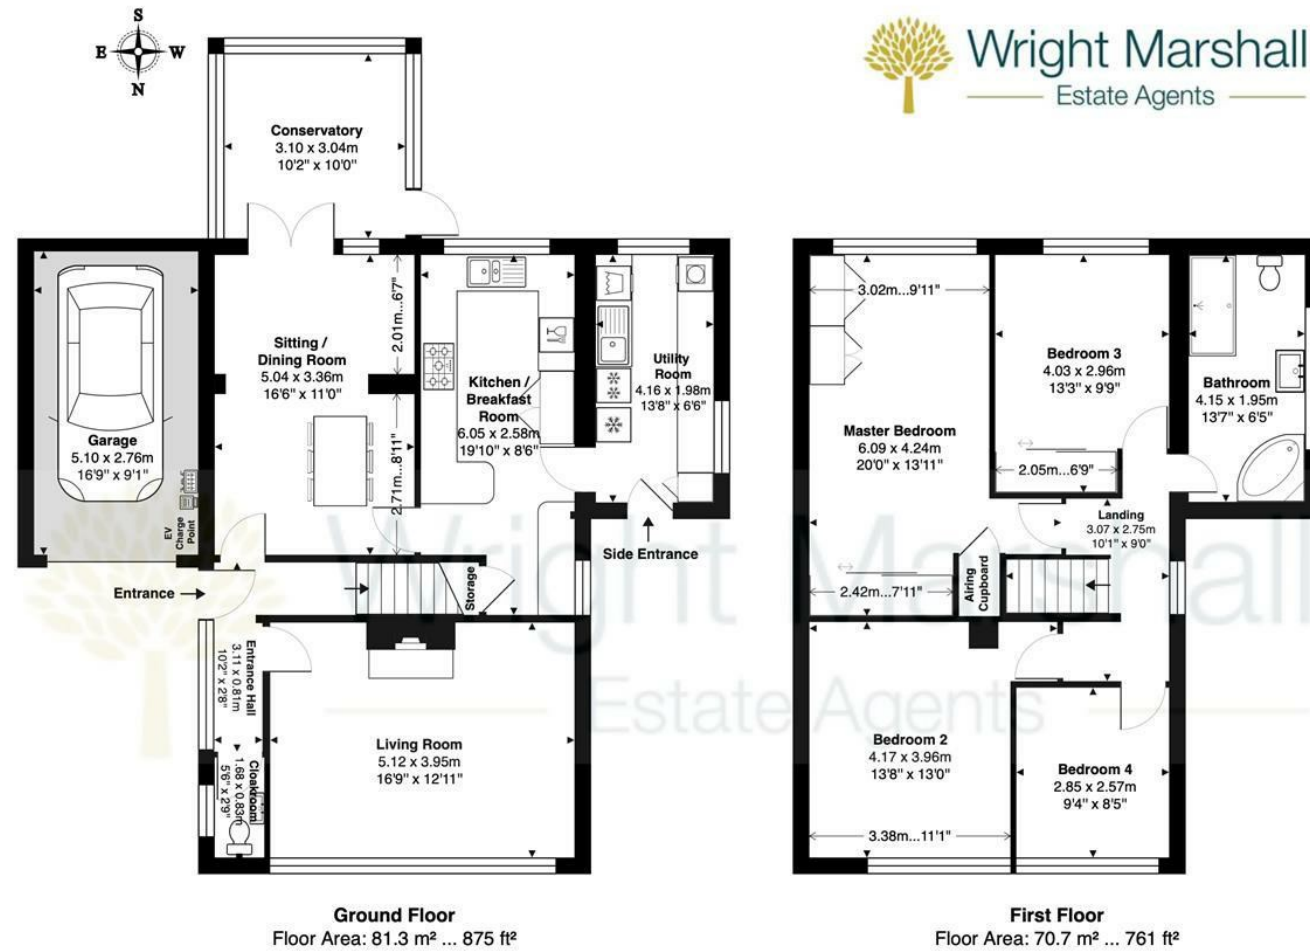 S
E
W
N
Wright Marshall
Estate Agents
Conservatory
3.10 x 3.04m
10'2" x 10'0"
Sitting /
Dining Room
5.04 x 3.36m
16'6" x 11'0"
2.01m...6'7"
2.71m...8'11"
Kitchen /
Breakfast
Room
6.05 x 2.58m
19'10" x 8'6"
Utility
Room
4.16 x 1.98m
13'8" x 6'6"
Garage
5.10 x 2.76m
16'9" x 9'1"
EV
Charge
Point
Entrance
Side Entrance
Storage
Entrance Hall
3.11 x 0.81m
10'2" x 2'8"
Cloakroom
1.68 x 0.83m
5'6" x 2'9"
Living Room
5.12 x 3.95m
16'9" x 12'11"
Ground Floor
Floor Area: 81.3 m² ... 875 ft²
3.02m...9'11"
Master Bedroom
6.09 x 4.24m
20'0" x 13'11"
2.42m...7'11"
Airing
Cupboard
Bedroom 3
4.03 x 2.96m
13'3" x 9'9"
2.05m...6'9"
Bathroom
4.15 x 1.95m
13'7" x 6'5"
Landing
3.07 x 2.75m
10'1" x 9'0"
Bedroom 2
4.17 x 3.96m
13'8" x 13'0"
3.38m...11'1"
Bedroom 4
2.85 x 2.57m
9'4" x 8'5"
First Floor
Floor Area: 70.7 m² ... 761 ft²
Wright Marshall
Estate Agents